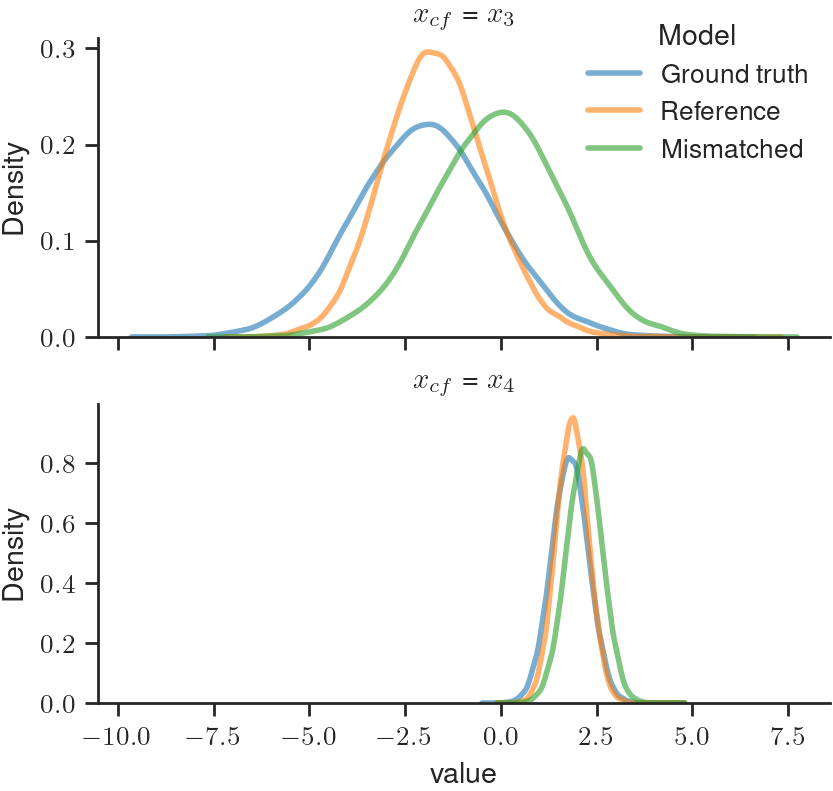 x_cf = x_3
Model
Ground truth
Reference
Mismatched
Density
0.3
0.2
0.1
0.0
x_cf = x_4
Density
0.8
0.6
0.4
0.2
0.0
−10.0 −7.5 −5.0 −2.5 0.0 2.5 5.0 7.5
value